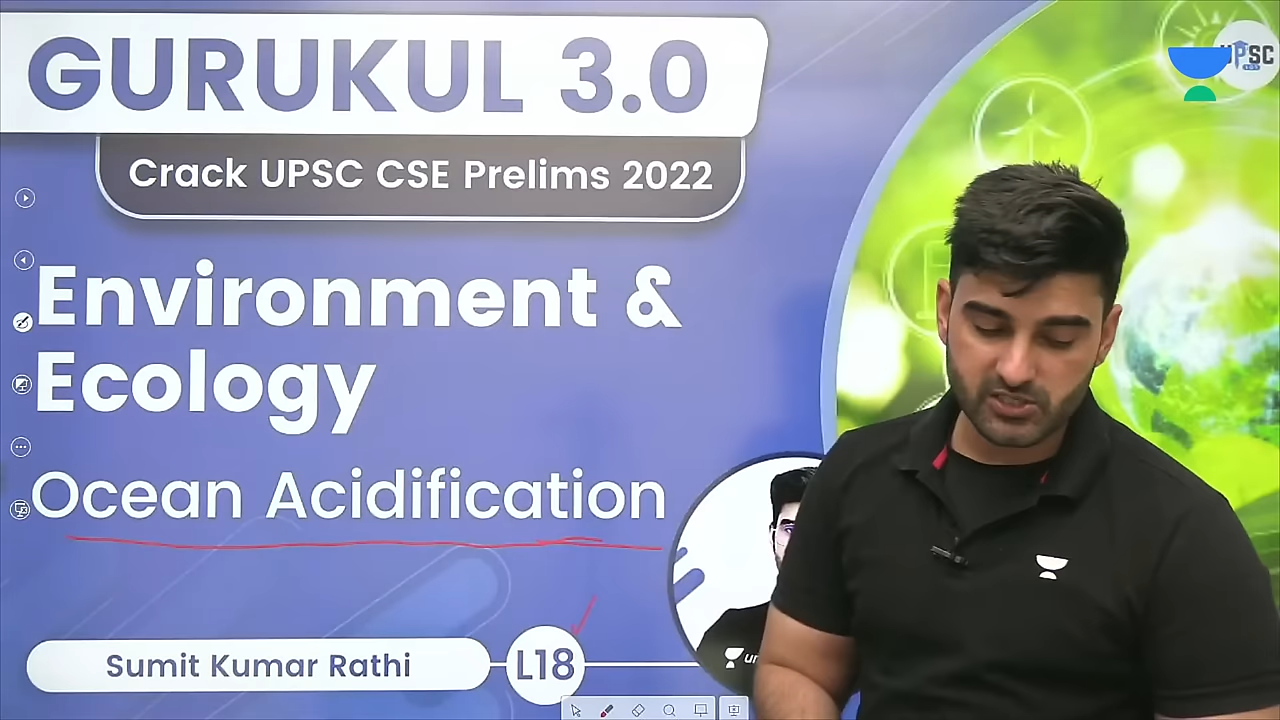 GURUKUL 3.0
UPSC
Crack UPSC CSE Prelims 2022
Environment &
Ecology
Ocean Acidification
Sumit Kumar Rathi
L18